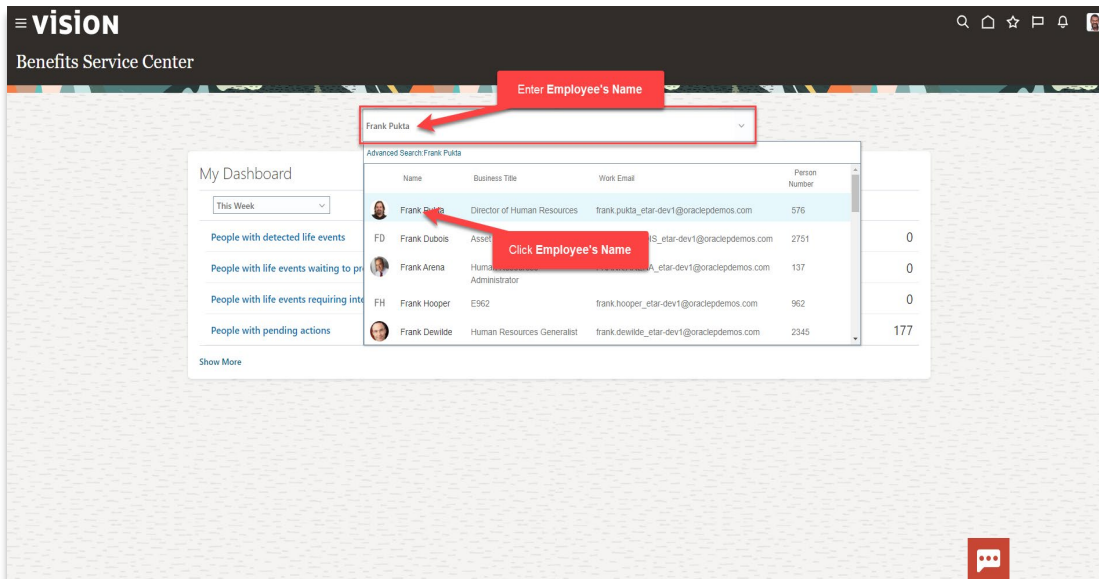 vision
Benefits Service Center
Enter Employee's Name
Frank Pukta
Advanced Search:Frank Pukta
Name Business Title Work Email Person Number
Frank Pukta Director of Human Resources frank.pukta_etar-dev1@oraclepdemos.com 576
FD Frank Dubois Asset IS_etar-dev1@oraclepdemos.com 2751
Click Employee's Name
Frank Arena Human Administrator A_etar-dev1@oraclepdemos.com 137
FH Frank Hooper E962 frank.hooper_etar-dev1@oraclepdemos.com 962
Frank Dewilde Human Resources Generalist frank.dewilde_etar-dev1@oraclepdemos.com 2345
My Dashboard
This Week
People with detected life events 0
People with life events waiting to pr 0
People with life events requiring inte 0
People with pending actions 177
Show More